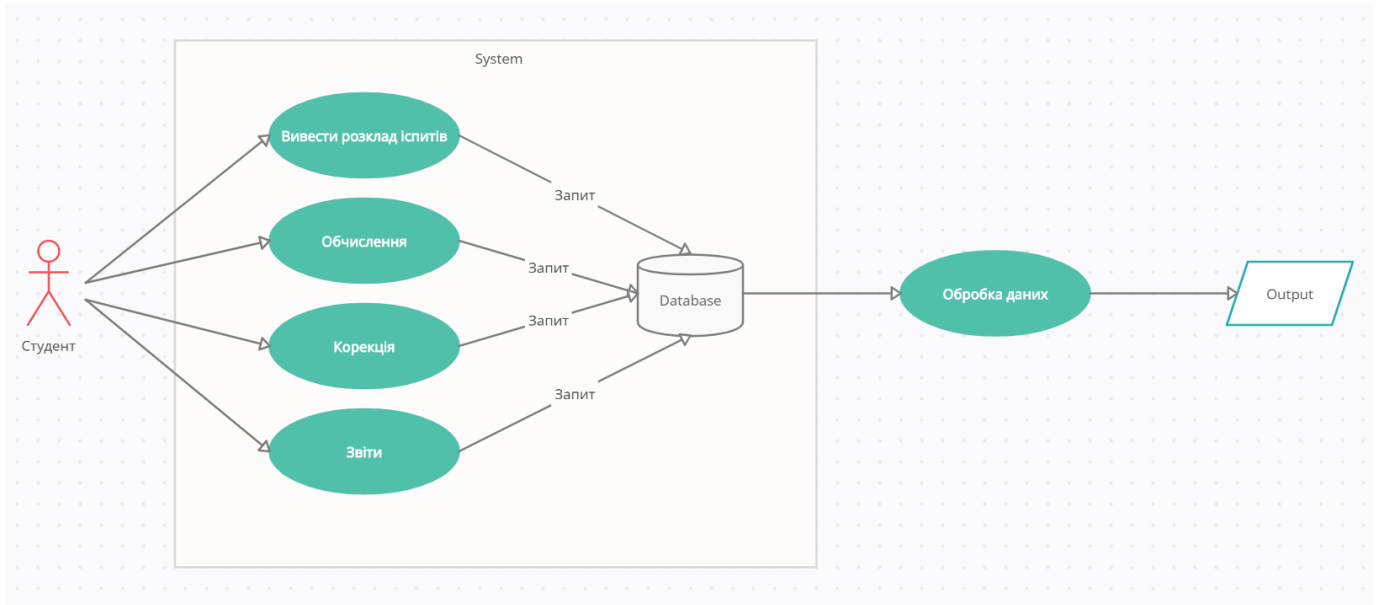 System
Вивести розклад іспитів
Запит
Обчислення
Запит
Database
Обробка даних
Output
Запит
Корекція
Студент
Запит
Звіти